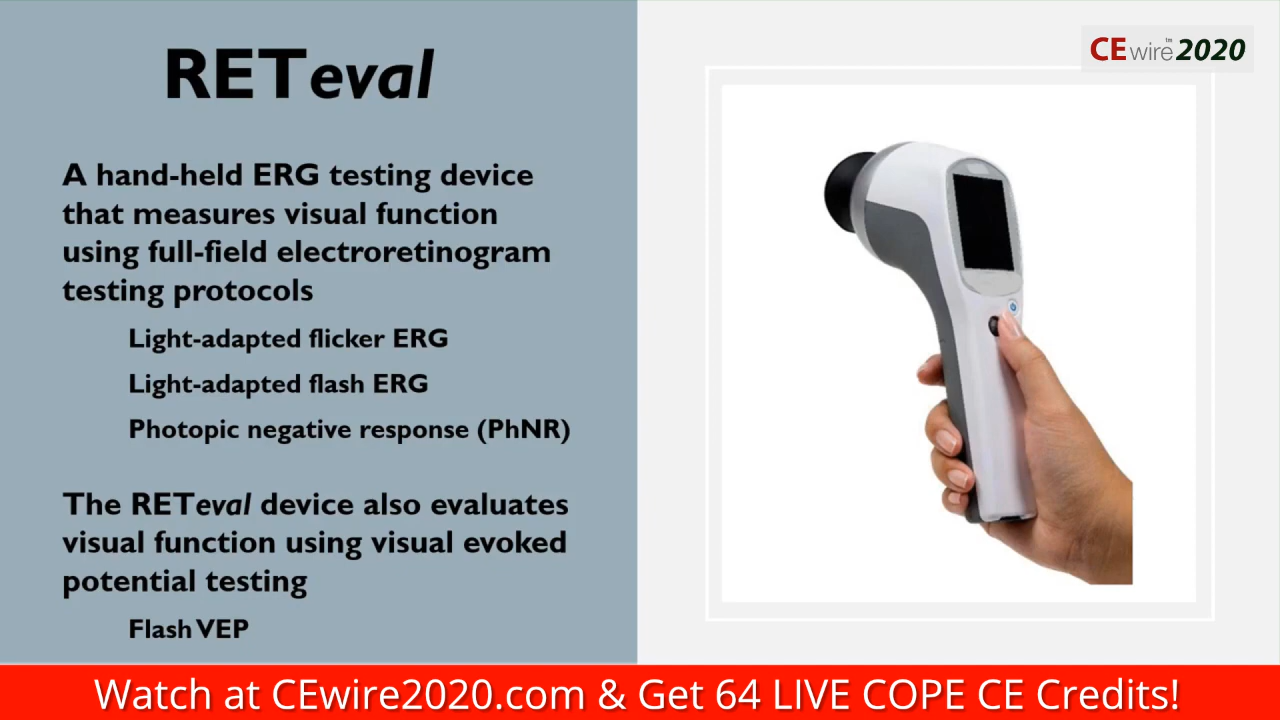 RETeval
CEwire™2020
A hand-held ERG testing device
that measures visual function
using full-field electroretinogram
testing protocols
Light-adapted flicker ERG
Light-adapted flash ERG
Photopic negative response (PhNR)
The RETeval device also evaluates
visual function using visual evoked
potential testing
Flash VEP
Watch at CEwire2020.com & Get 64 LIVE COPE CE Credits!